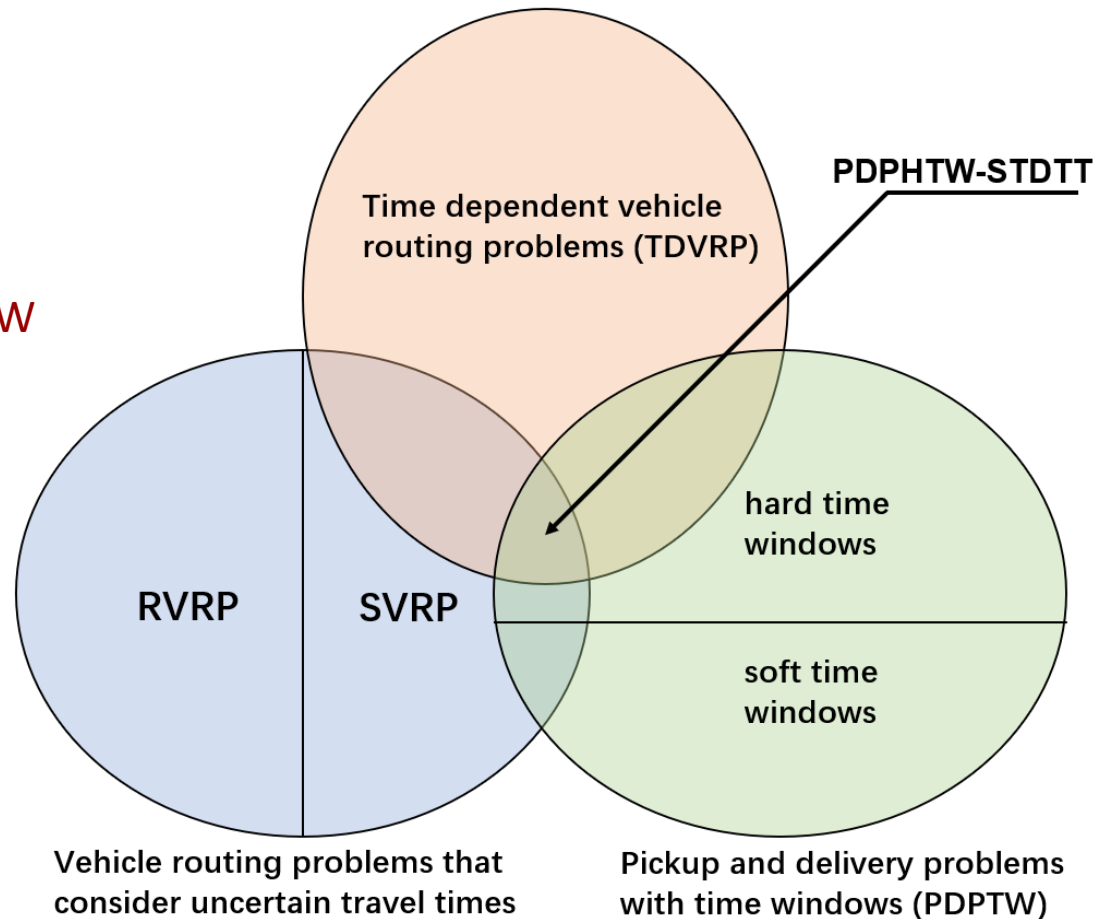 PDPHTW-STDTT
Time dependent vehicle
routing problems (TDVRP)
W
hard time
windows
RVRP
SVRP
soft time
windows
Vehicle routing problems that
consider uncertain travel times
Pickup and delivery problems
with time windows (PDPTW)